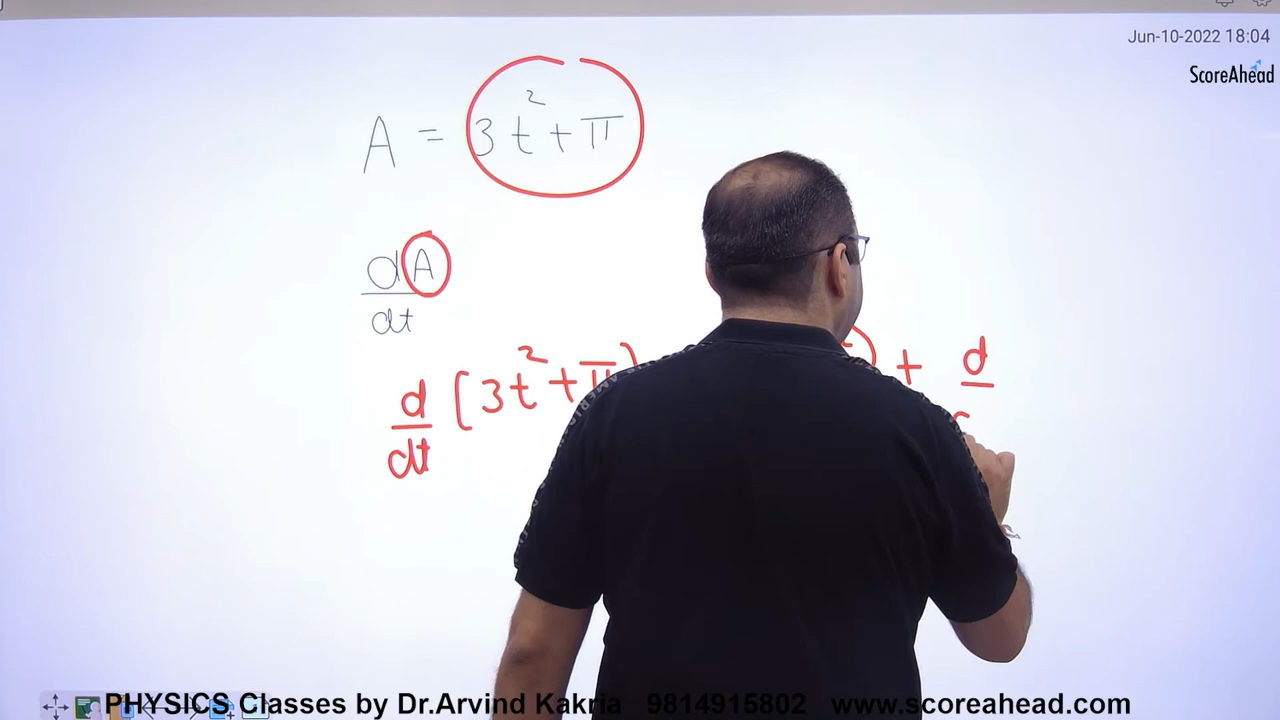 Jun-10-2022 18:04
ScoreAhead
A = 3t² + π
dA
dt
d [3t² + π) ²) + d
dt
PHYSICS Classes by Dr.Arvind Kakria 9814915802 www.scoreahead.com